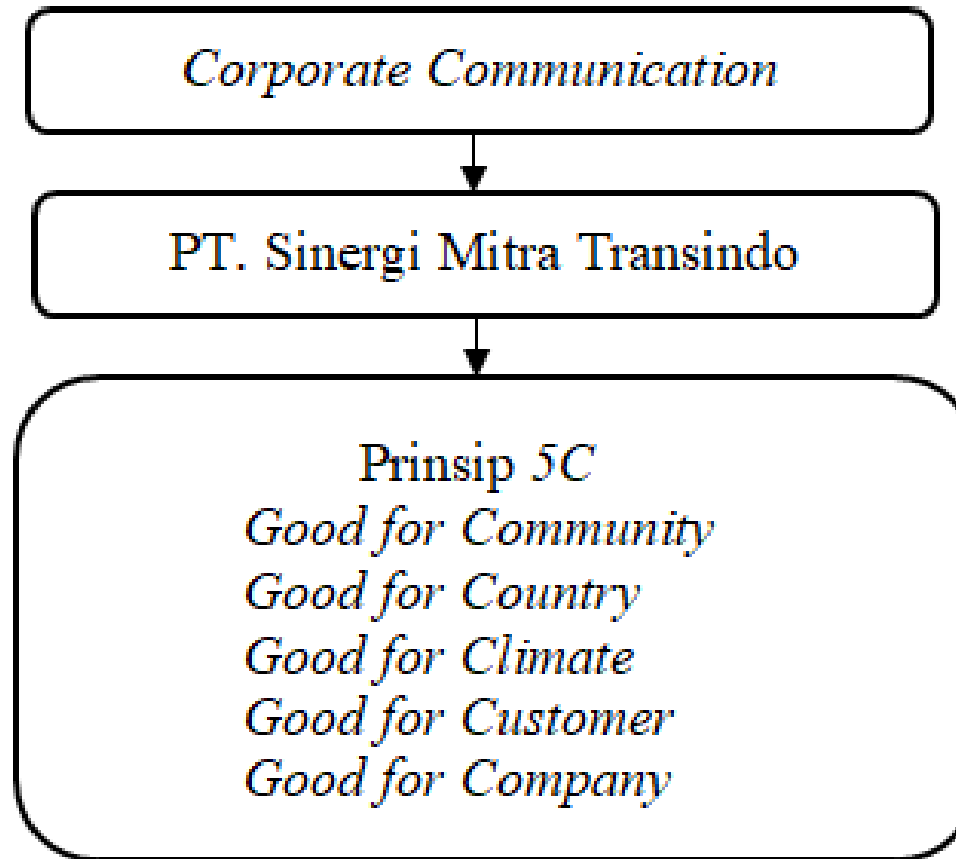 Corporate Communication
PT. Sinergi Mitra Transindo
Prinsip 5C
Good for Community
Good for Country
Good for Climate
Good for Customer
Good for Company